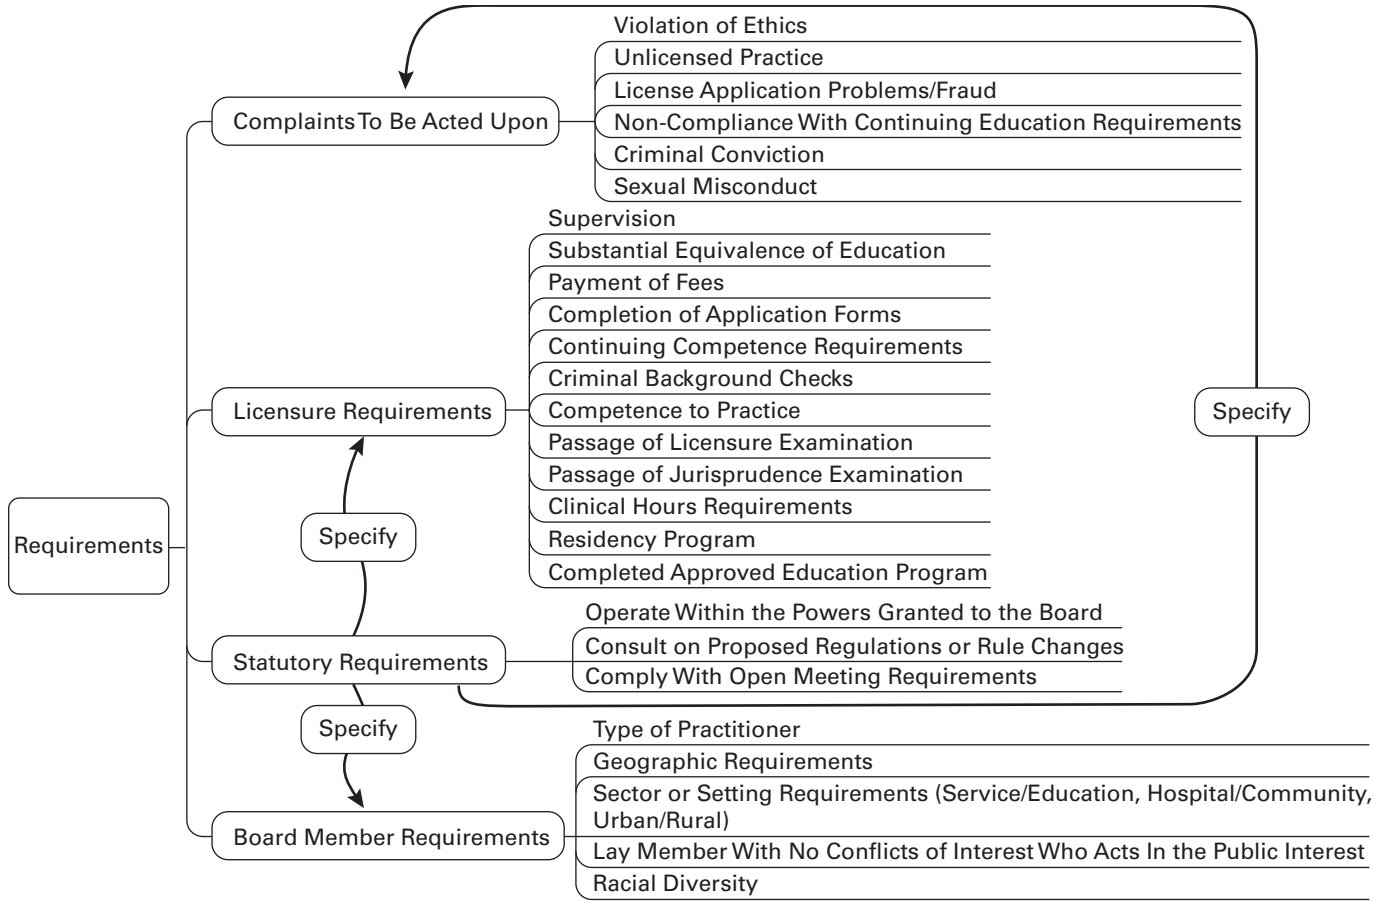 Violation of Ethics
Unlicensed Practice
License Application Problems/Fraud
Complaints To Be Acted Upon
Non-Compliance With Continuing Education Requirements
Criminal Conviction
Sexual Misconduct
Supervision
Substantial Equivalence of Education
Payment of Fees
Completion of Application Forms
Continuing Competence Requirements
Criminal Background Checks
Licensure Requirements
Competence to Practice
Specify
Passage of Licensure Examination
Passage of Jurisprudence Examination
Clinical Hours Requirements
Specify
Requirements
Residency Program
Completed Approved Education Program
Operate Within the Powers Granted to the Board
Statutory Requirements
Consult on Proposed Regulations or Rule Changes
Comply With Open Meeting Requirements
Specify
Type of Practitioner
Geographic Requirements
Sector or Setting Requirements (Service/Education, Hospital/Community,
Urban/Rural)
Board Member Requirements
Lay Member With No Conflicts of Interest Who Acts In the Public Interest
Racial Diversity